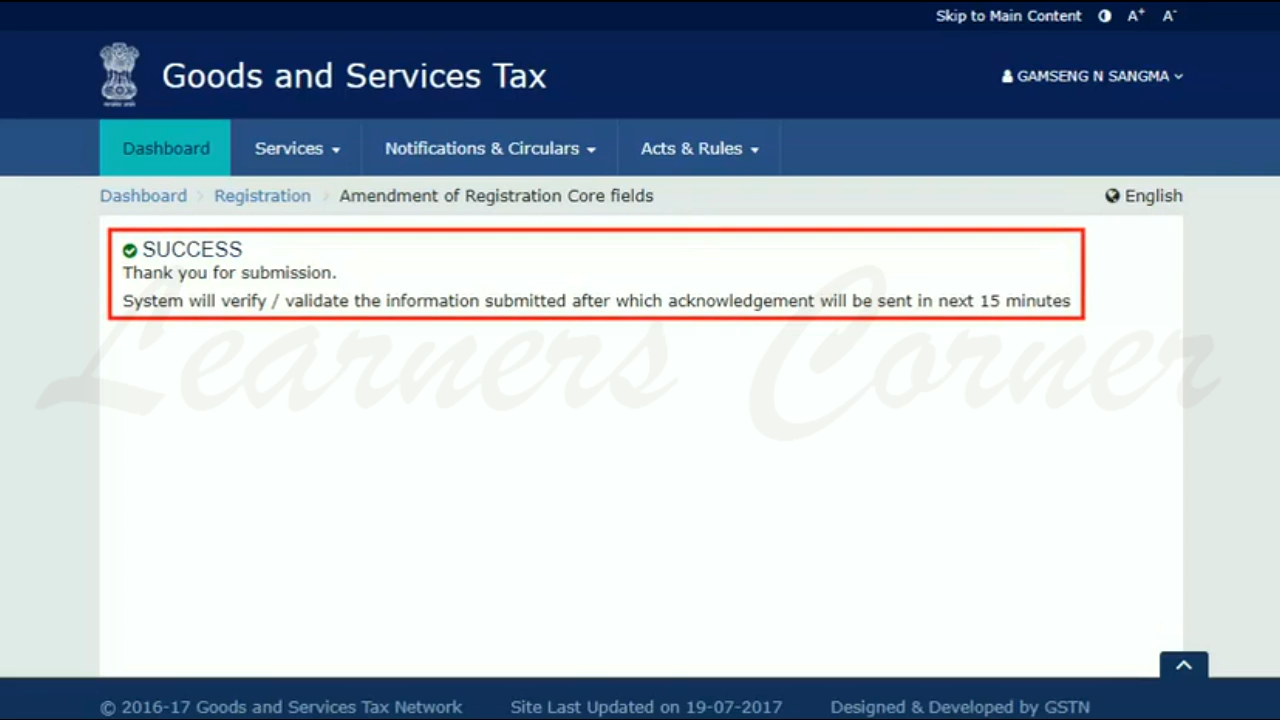 Skip to Main Content A+ A-
Goods and Services Tax
GAMSENG N SANGMA
Dashboard Services Notifications & Circulars Acts & Rules
Dashboard > Registration > Amendment of Registration Core fields English
SUCCESS
Thank you for submission.
System will verify / validate the information submitted after which acknowledgement will be sent in next 15 minutes
Learners Corner
© 2016-17 Goods and Services Tax Network Site Last Updated on 19-07-2017 Designed & Developed by GSTN